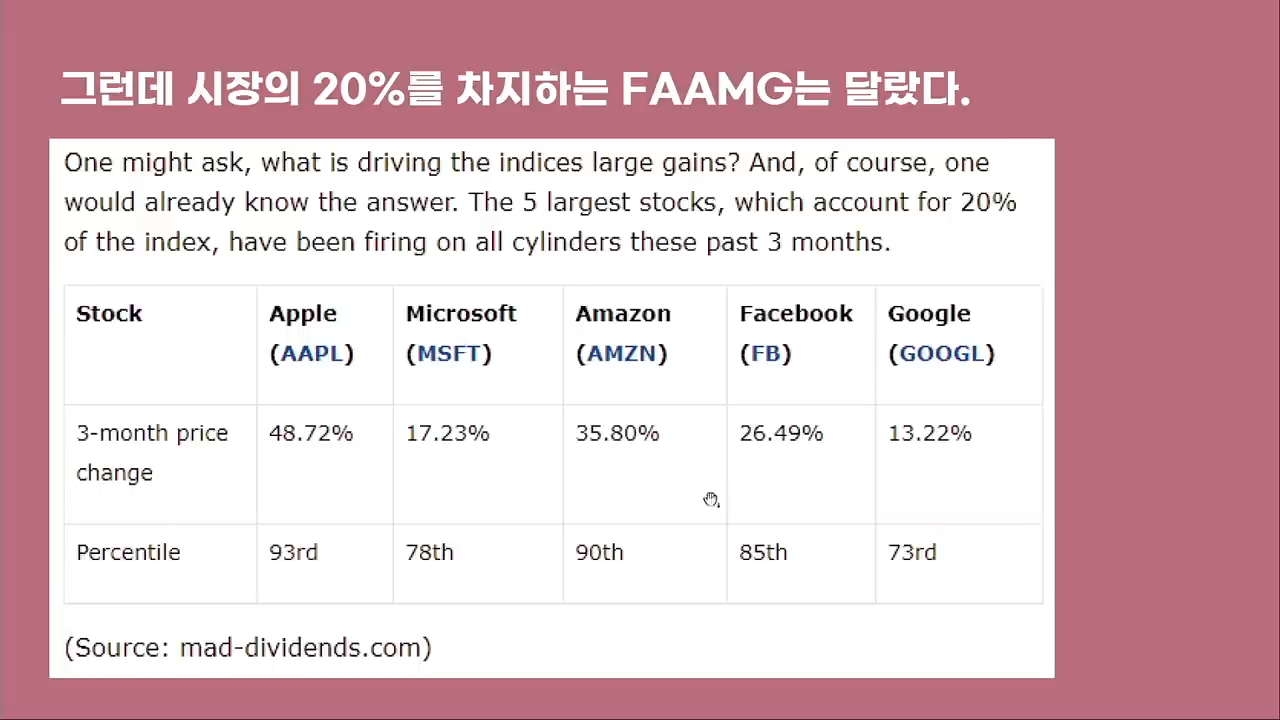 그런데 시장의 20%를 차지하는 FAAMG는 달랐다.
One might ask, what is driving the indices large gains? And, of course, one
would already know the answer. The 5 largest stocks, which account for 20%
of the index, have been firing on all cylinders these past 3 months.
Stock Apple (AAPL) Microsoft (MSFT) Amazon (AMZN) Facebook (FB) Google (GOOGL)
3-month price change 48.72% 17.23% 35.80% 26.49% 13.22%
Percentile 93rd 78th 90th 85th 73rd
(Source: mad-dividends.com)